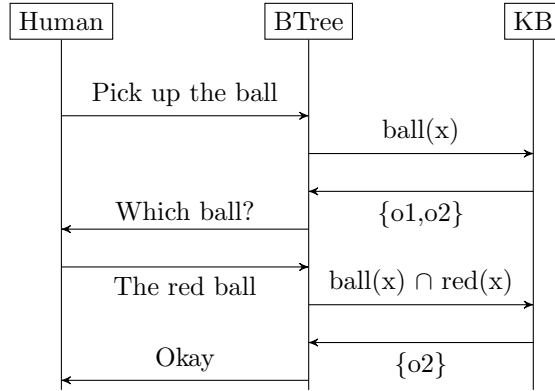 Human BTree KB
Pick up the ball
ball(x)
{o1,o2}
Which ball?
The red ball
ball(x) ∩ red(x)
{o2}
Okay